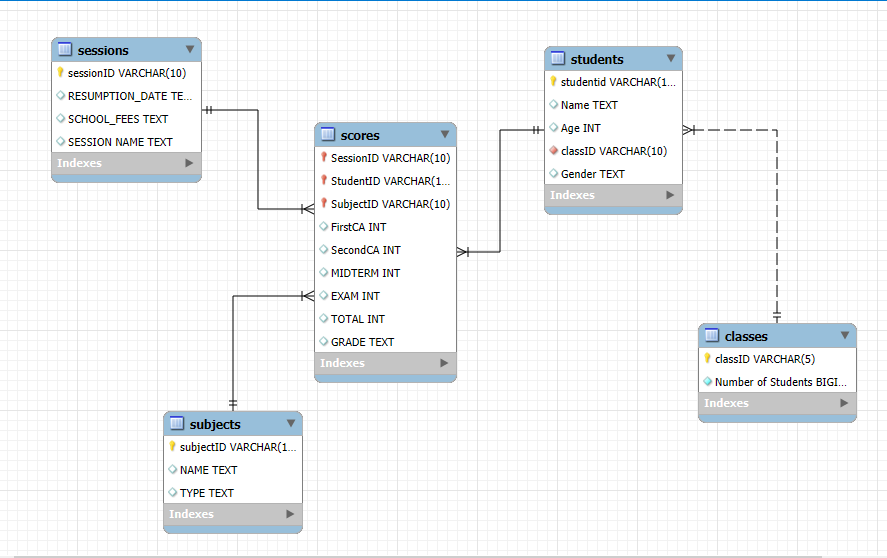 sessions
sessionID VARCHAR(10)
RESUMPTION_DATE TE...
SCHOOL_FEES TEXT
SESSION NAME TEXT
Indexes
students
studentid VARCHAR(1...
Name TEXT
Age INT
classID VARCHAR(10)
Gender TEXT
Indexes
scores
SessionID VARCHAR(10)
StudentID VARCHAR(1...
SubjectID VARCHAR(10)
FirstCA INT
SecondCA INT
MIDTERM INT
EXAM INT
TOTAL INT
GRADE TEXT
Indexes
classes
classID VARCHAR(5)
Number of Students BIGI...
Indexes
subjects
subjectID VARCHAR(1...
NAME TEXT
TYPE TEXT
Indexes